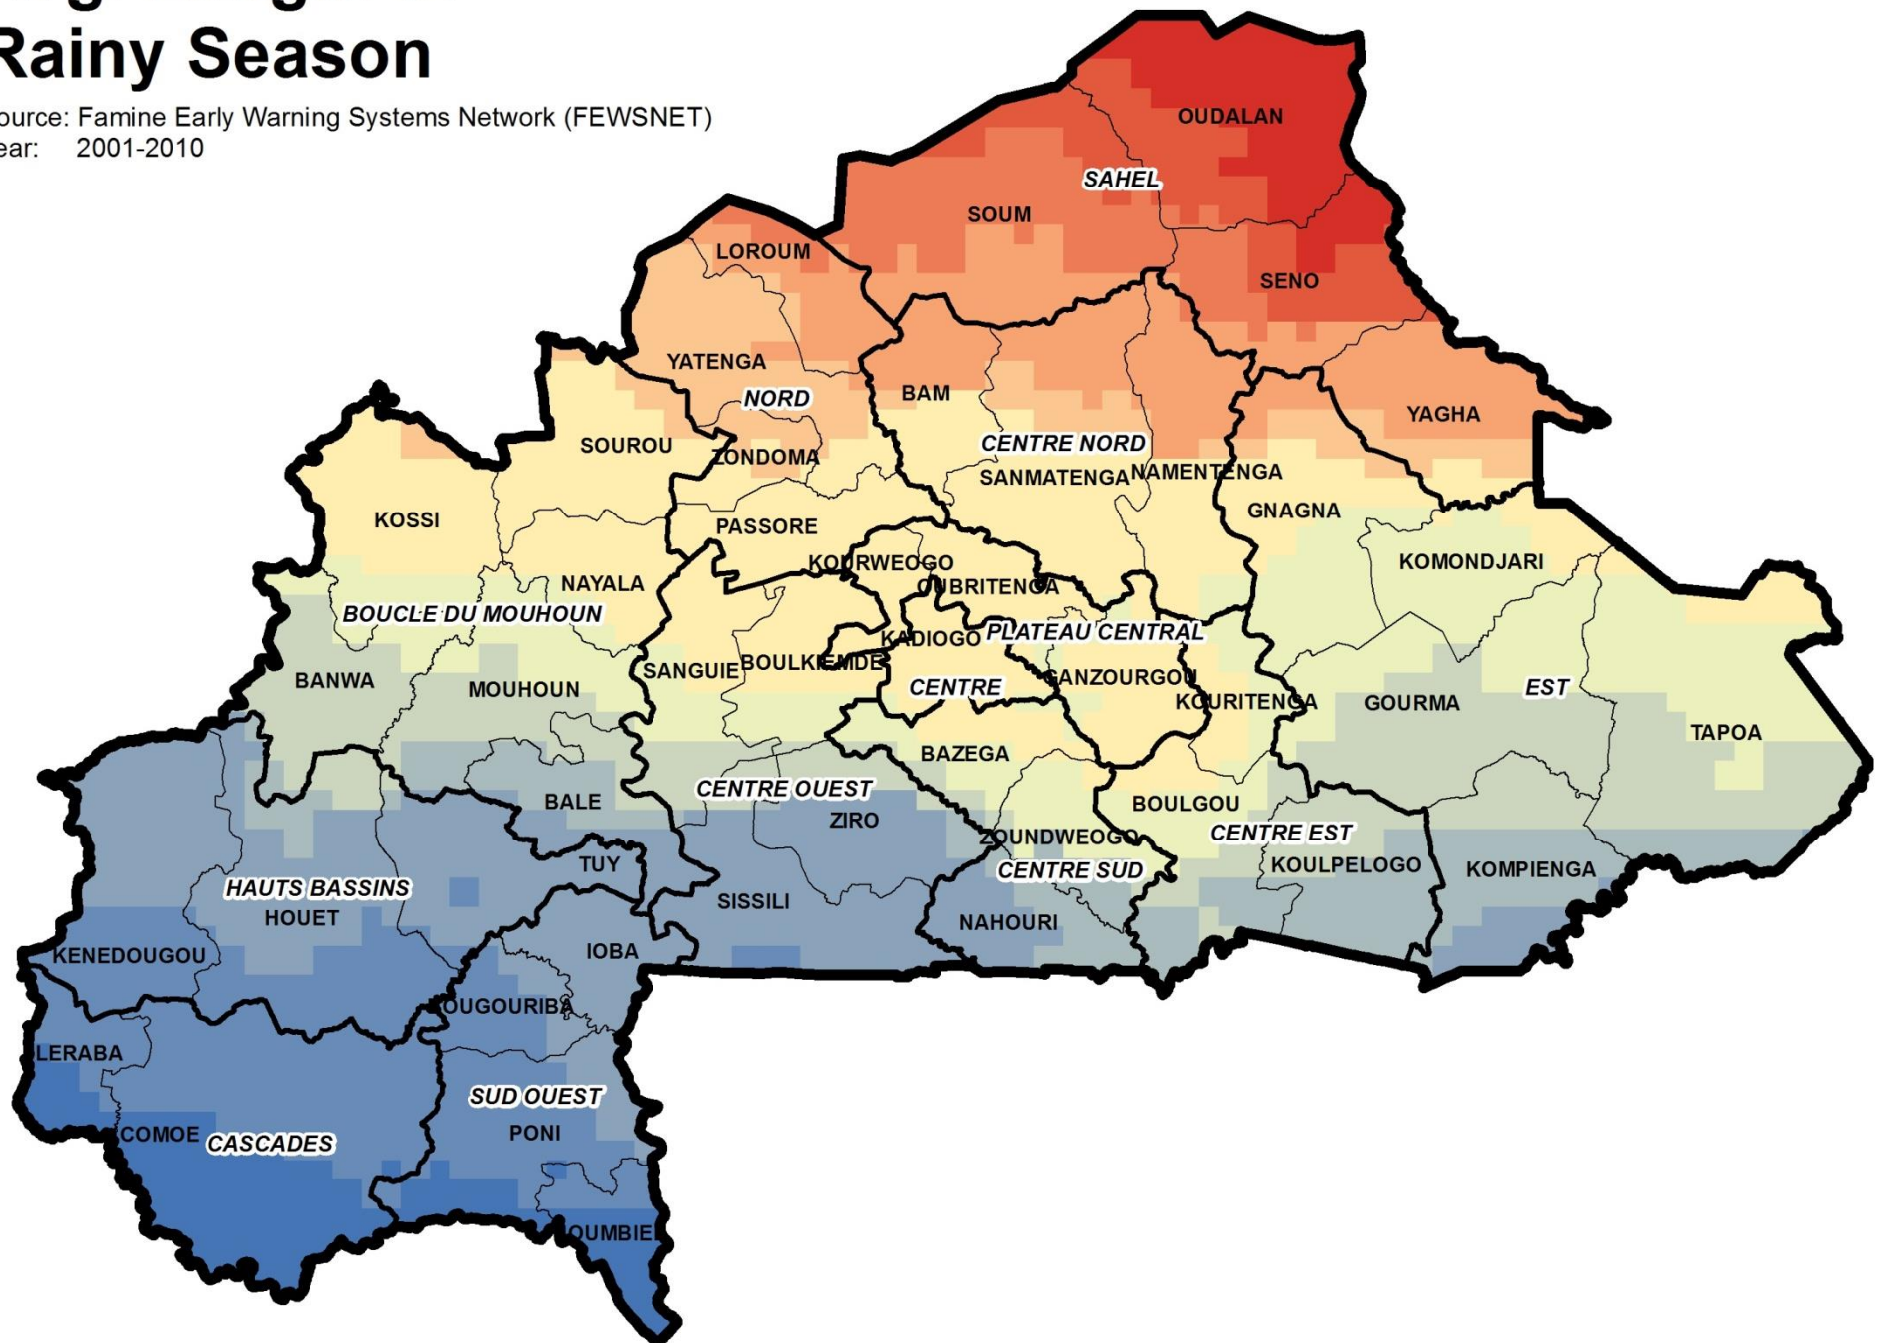 Rainy Season
ource: Famine Early Warning Systems Network (FEWSNET)
ear: 2001-2010
OUDALAN
SAHEL
SOUM
LOROUM
SENO
YATENGA
NORD
BAM
YAGHA
SOUROU
ZONDOMA
CENTRE NORD
SANMATENGA
NAMENTENGA
GNAGNA
KOSSI
PASSORE
KOURWEOGO
KOMONDJARI
NAYALA
OUBRITENGA
BOUCLE DU MOUHOUN
KADIOGO
PLATEAU CENTRAL
BANWA
MOUHOUN
SANGUIE
BOULKIEMDE
CENTRE
GANZOURGOU
KOURITENGA
GOURMA
EST
TAPOA
BAZEGA
CENTRE OUEST
BALE
ZIRO
BOULGOU
ZOUNDWEOGO
CENTRE EST
TUY
CENTRE SUD
KOULPELOGO
KOMPIENGA
HAUTS BASSINS
HOUET
SISSILI
NAHOURI
KENEDOUGOU
IOBA
OUGOURIBA
LERABA
SUD OUEST
COMOE
CASCADES
PONI
OUMBIEL